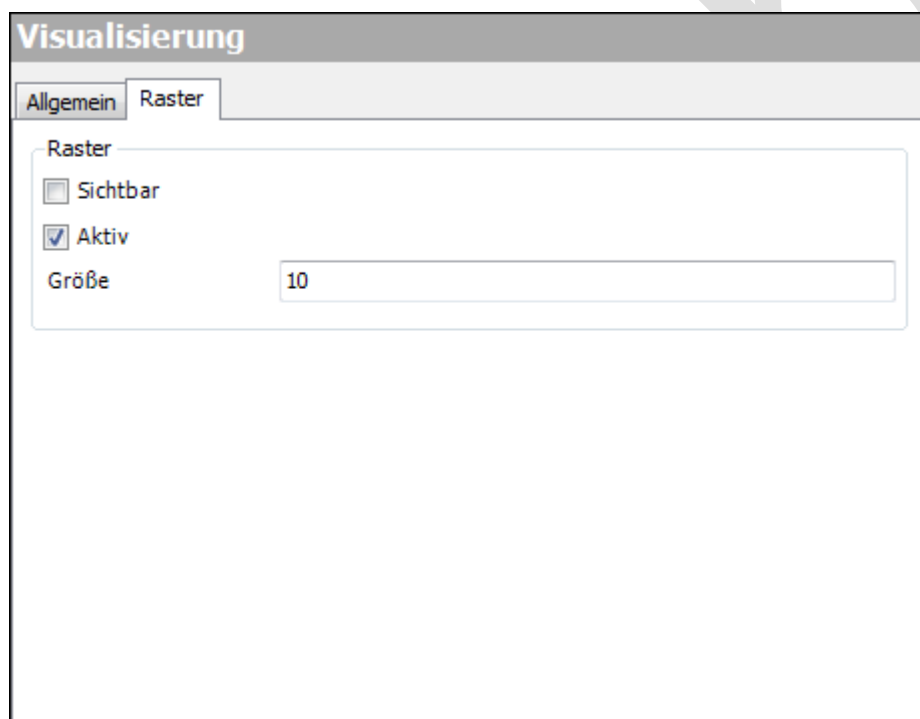 Visualisierung
Allgemein Raster
Raster
Sichtbar
Aktiv
Größe 10